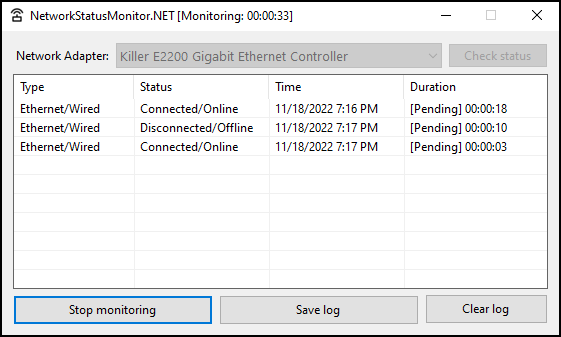 NetworkStatusMonitor.NET [Monitoring: 00:00:33]
Network Adapter: Killer E2200 Gigabit Ethernet Controller Check status
Type Status Time Duration
Ethernet/Wired Connected/Online 11/18/2022 7:16 PM [Pending] 00:00:18
Ethernet/Wired Disconnected/Offline 11/18/2022 7:17 PM [Pending] 00:00:10
Ethernet/Wired Connected/Online 11/18/2022 7:17 PM [Pending] 00:00:03
Stop monitoring Save log Clear log